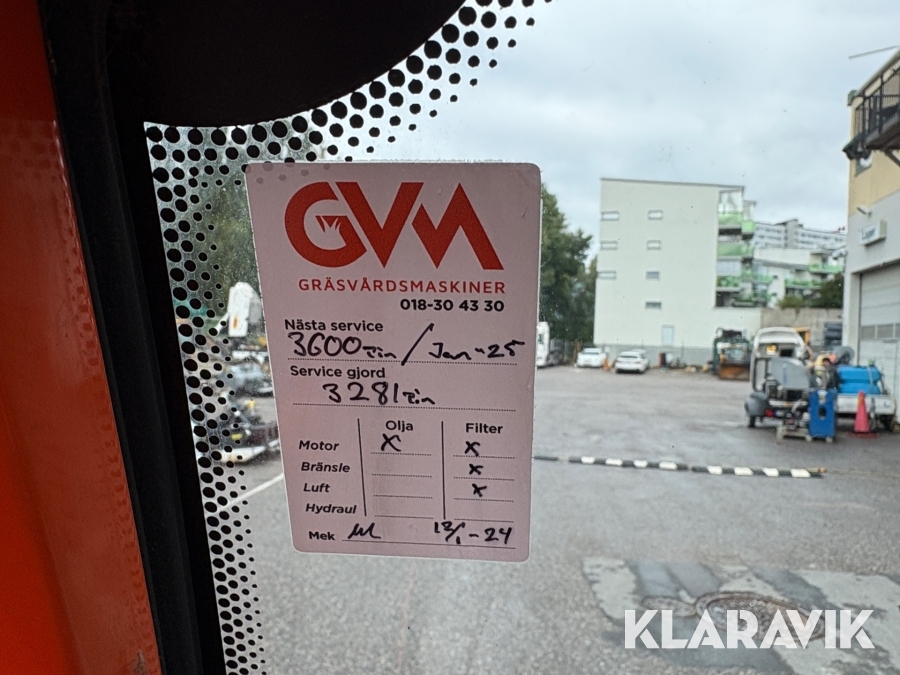 GVM
GRÄSVÅRDSMASKINER
018-30 43 30
Nästa service
3600 Tim / Jan -25
Service gjord
3281 Tim
Olja Filter
Motor x x
Bränsle x
Luft x
Hydraul
Mek 12/1-24
KLARAVIK